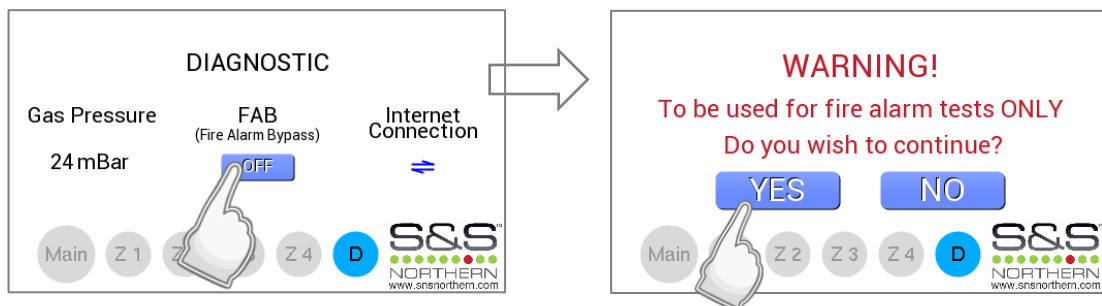 DIAGNOSTIC
Gas Pressure
FAB
(Fire Alarm Bypass)
Internet
Connection
24 mBar
OFF
Main
Z 1
Z 4
D
S&S™
NORTHERN
www.snsnorthern.com
WARNING!
To be used for fire alarm tests ONLY
Do you wish to continue?
YES
NO
Main
Z 2
Z 3
Z 4
D
S&S™
NORTHERN
www.snsnorthern.com